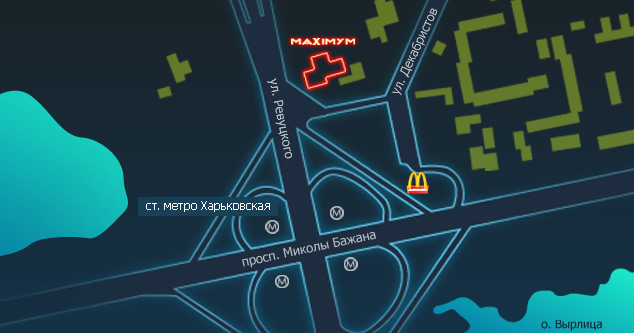 MAXIMYM
ул. Декабристов
ул. Ревуцкого
ст. метро Харьковская
M
M
просп. Миколы Бажана
M
M
о. Вырлица